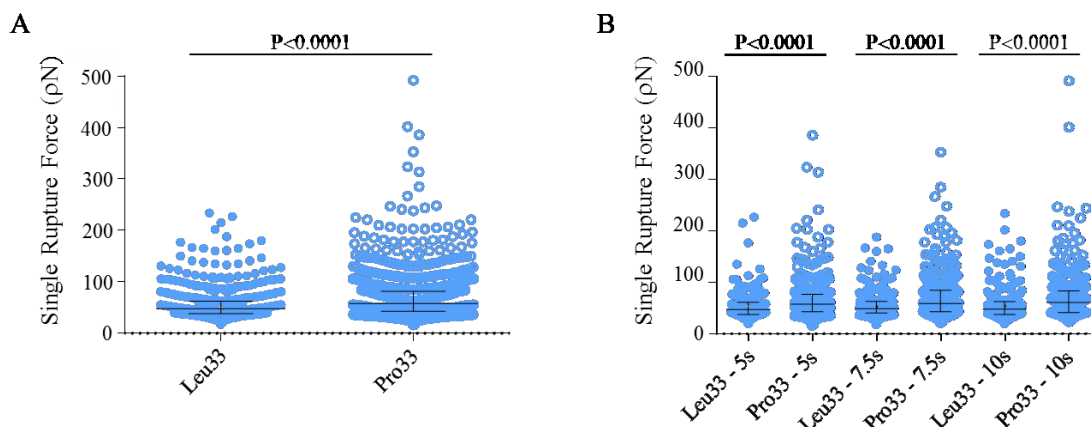 A
P<0.0001
Single Rupture Force (ρN)
500
400
300
200
100
0
Leu33
Pro33
B
P<0.0001
P<0.0001
P<0.0001
Single Rupture Force (ρN)
500
400
300
200
100
0
Leu33 - 5s
Pro33 - 5s
Leu33 - 7.5s
Pro33 - 7.5s
Leu33 - 10s
Pro33 - 10s